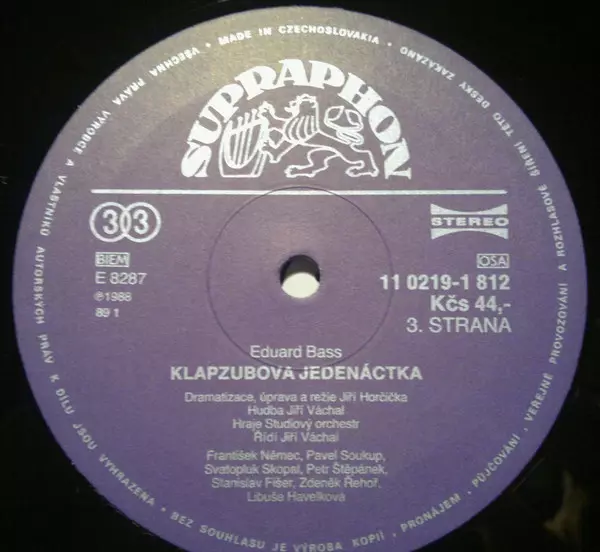 VŠECHNA PRÁVA VÝROBCE A VLASTNÍKŮ AUTORSKÝCH PRÁV K DÍLU JSOU VYHRAZENA • BEZ SOUHLASU JE VÝROBA KOPIÍ, PRONÁJEM, PŮJČOVÁNÍ, VEŘEJNÉ PROVOZOVÁNÍ A ROZHLASOVÉ ŠÍŘENÍ TÉTO DESKY ZAKÁZÁNO
• MADE IN CZECHOSLOVAKIA •
SUPRAPHON
33
STEREO
BIEM
OSA
E 8287
11 0219-1 812
℗1988
Kčs 44,-
89 1
3. STRANA
Eduard Bass
KLAPZUBOVA JEDENÁCTKA
Dramatizace, úprava a režie Jiří Horčička
Hudba Jiří Váchal
Hraje Studiový orchestr
Řídí Jiří Váchal
František Němec, Pavel Soukup,
Svatopluk Skopal, Petr Štěpánek,
Stanislav Fišer, Zdeněk Řehoř,
Libuše Havelková